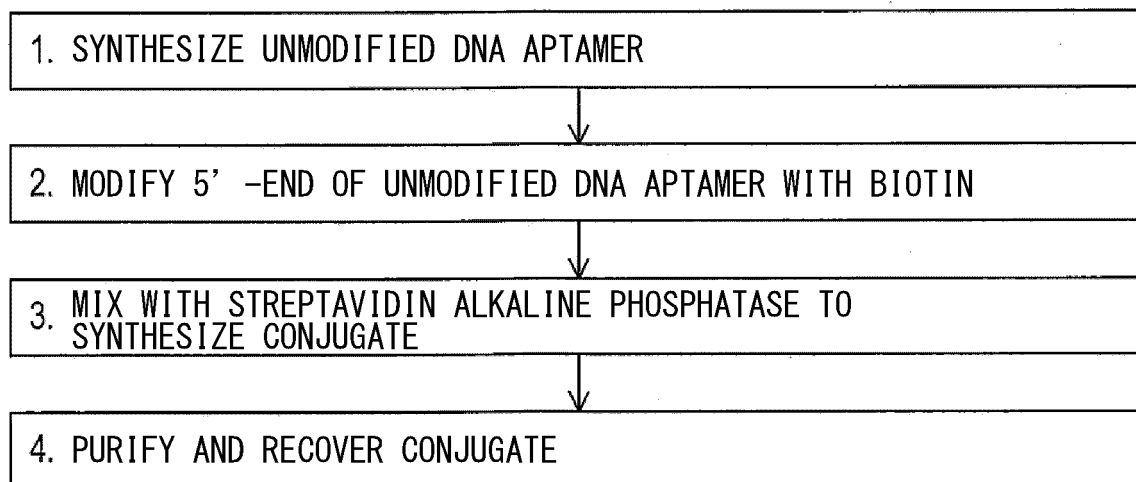 1. SYNTHESIZE UNMODIFIED DNA APTAMER
2. MODIFY 5' -END OF UNMODIFIED DNA APTAMER WITH BIOTIN
3. MIX WITH STREPTAVIDIN ALKALINE PHOSPHATASE TO
SYNTHESIZE CONJUGATE
4. PURIFY AND RECOVER CONJUGATE